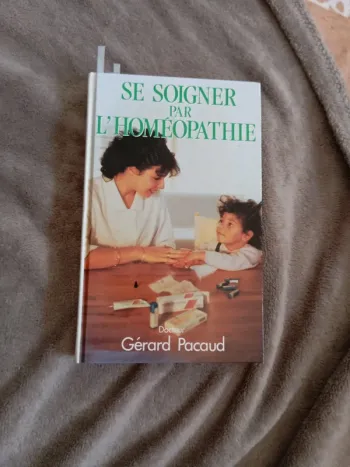 SE SOIGNER
PAR
L'HOMÉOPATHIE
Docteur
Gérard Pacaud